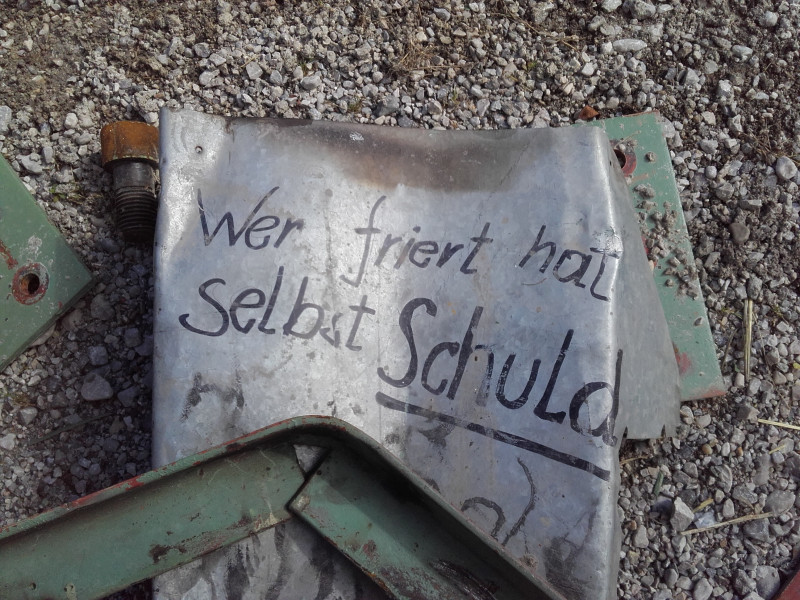 Wer friert hat
selbst Schuld